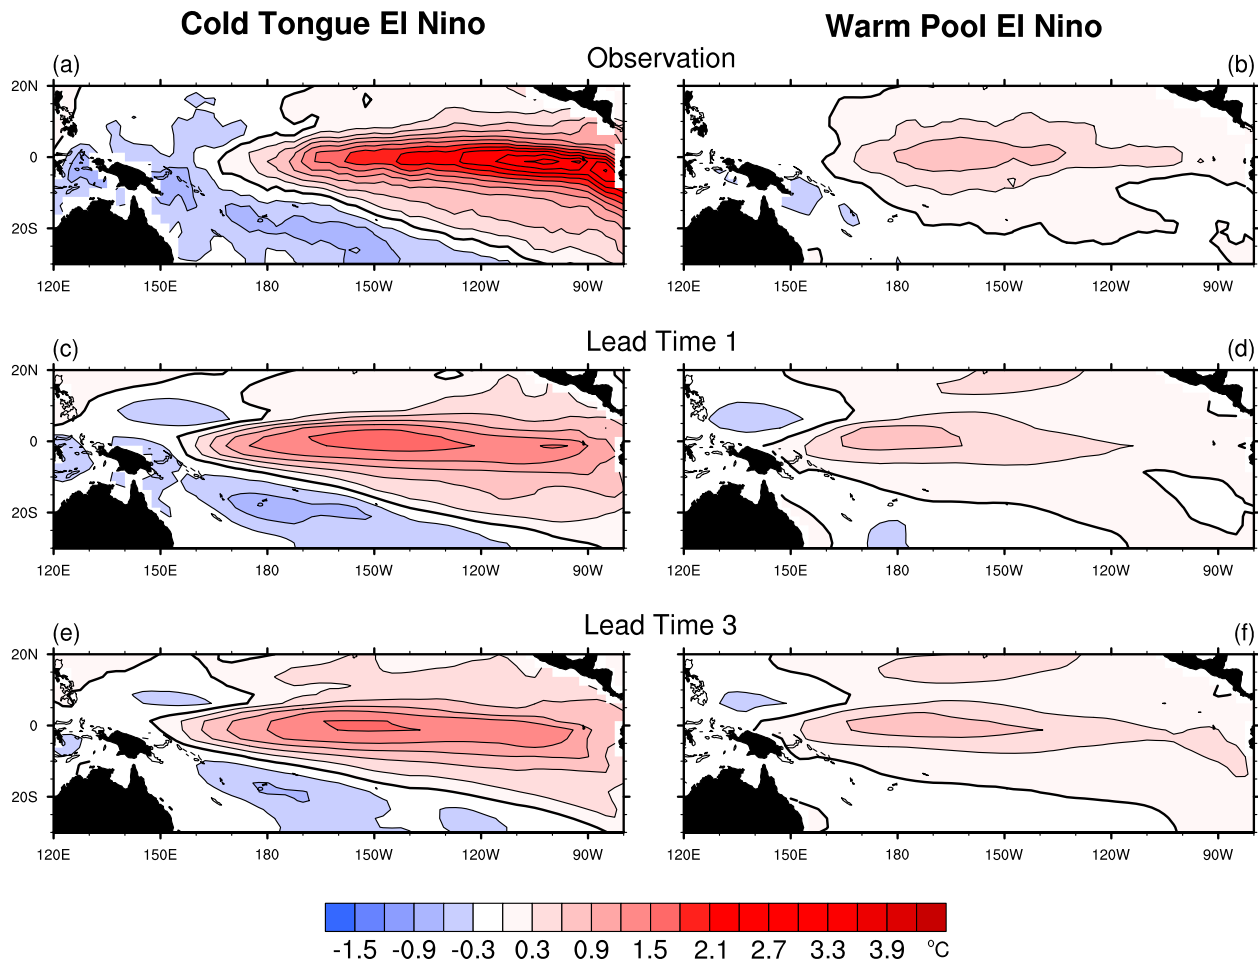 Cold Tongue El Nino Warm Pool El Nino
Observation
(a) (b)
20N
0
20S
120E 150E 180 150W 120W 90W 120E 150E 180 150W 120W 90W
Lead Time 1
(c) (d)
20N
0
20S
120E 150E 180 150W 120W 90W 120E 150E 180 150W 120W 90W
Lead Time 3
(e) (f)
20N
0
20S
120E 150E 180 150W 120W 90W 120E 150E 180 150W 120W 90W
-1.5 -0.9 -0.3 0.3 0.9 1.5 2.1 2.7 3.3 3.9 °C